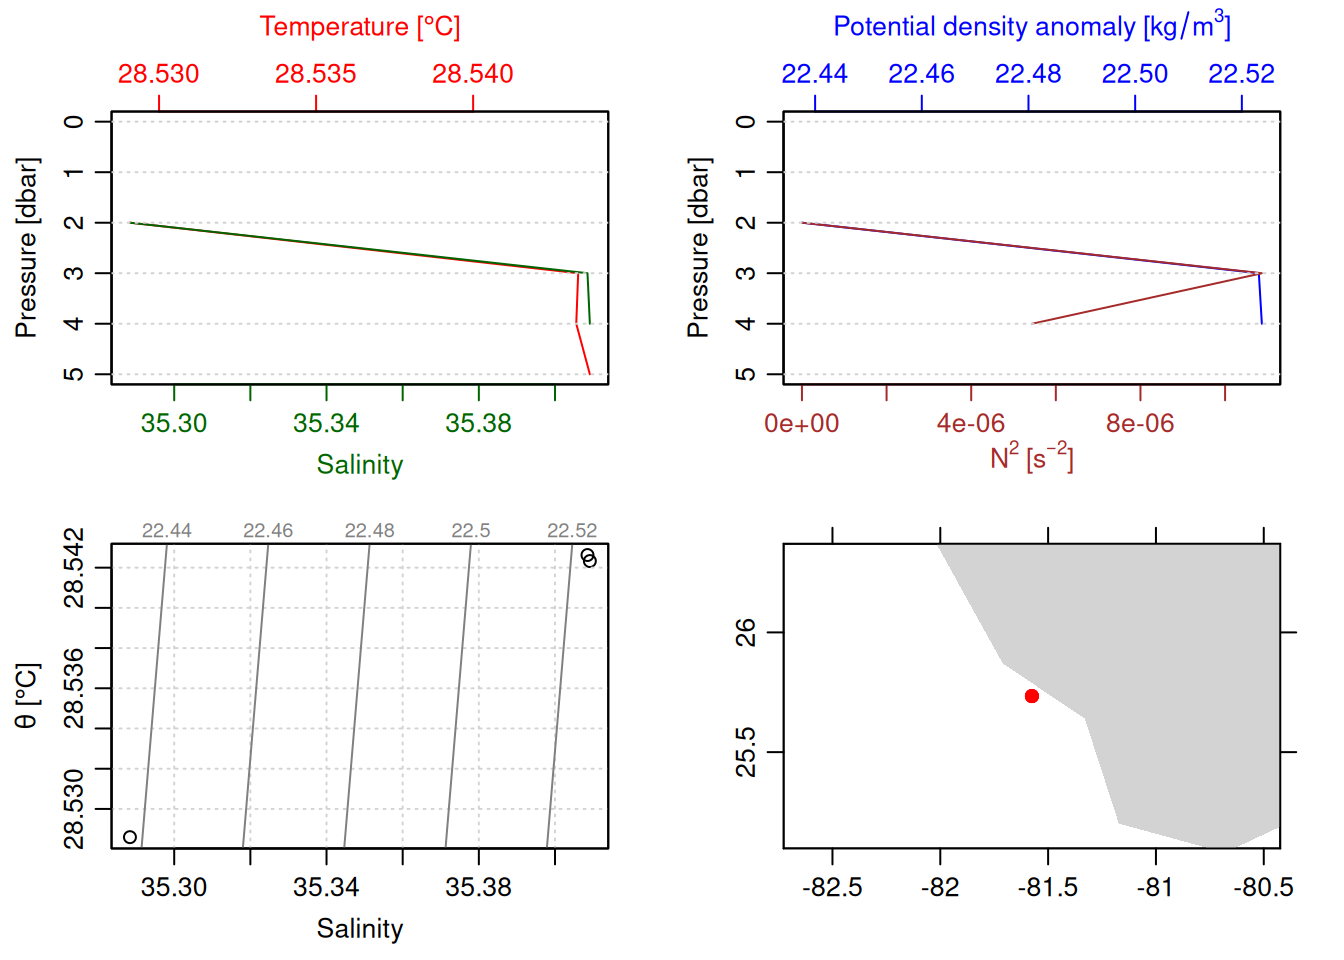 Temperature [°C]
28.530 28.535 28.540
Pressure [dbar]
0 1 2 3 4 5
35.30 35.34 35.38
Salinity
Potential density anomaly [kg/m³]
22.44 22.46 22.48 22.50 22.52
Pressure [dbar]
0 1 2 3 4 5
0e+00 4e-06 8e-06
N² [s⁻²]
22.44 22.46 22.48 22.5 22.52
θ [°C]
28.530 28.536 28.542
35.30 35.34 35.38
Salinity
26
25.5
-82.5 -82 -81.5 -81 -80.5